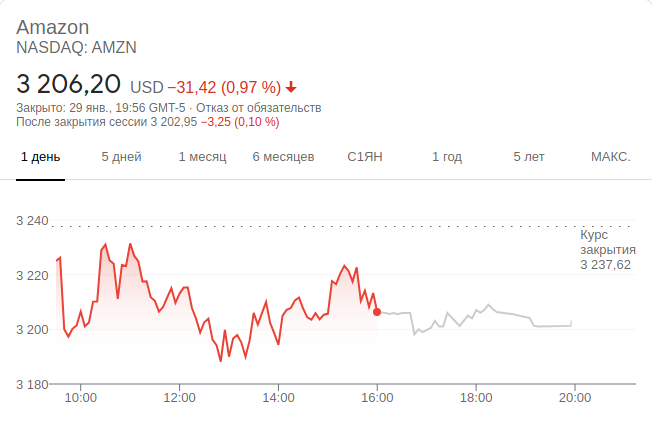 Amazon
NASDAQ: AMZN
3 206,20 USD −31,42 (0,97 %)
Закрыто: 29 янв., 19:56 GMT-5 · Отказ от обязательств
После закрытия сессии 3 202,95 −3,25 (0,10 %)
1 день 5 дней 1 месяц 6 месяцев С1ЯН 1 год 5 лет МАКС.
3 240
Курс
закрытия
3 237,62
3 220
3 200
3 180
10:00 12:00 14:00 16:00 18:00 20:00